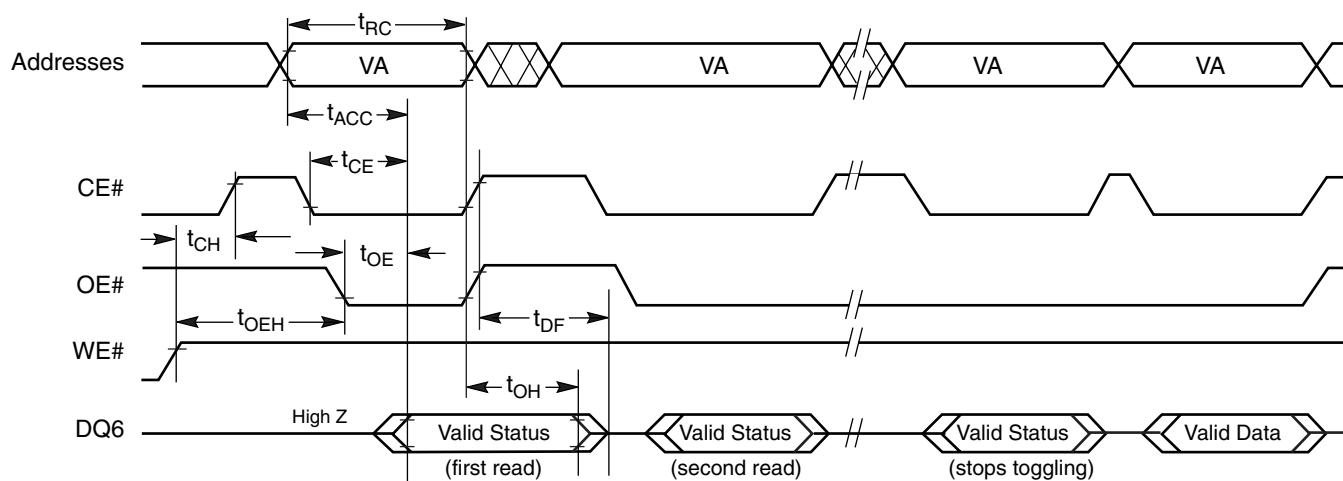 tRC
Addresses VA VA VA VA
tACC
tCE
CE#
tCH tOE
OE#
tOEH tDF
WE#
tOH
High Z
DQ6 Valid Status Valid Status Valid Status Valid Data
(first read) (second read) (stops toggling)